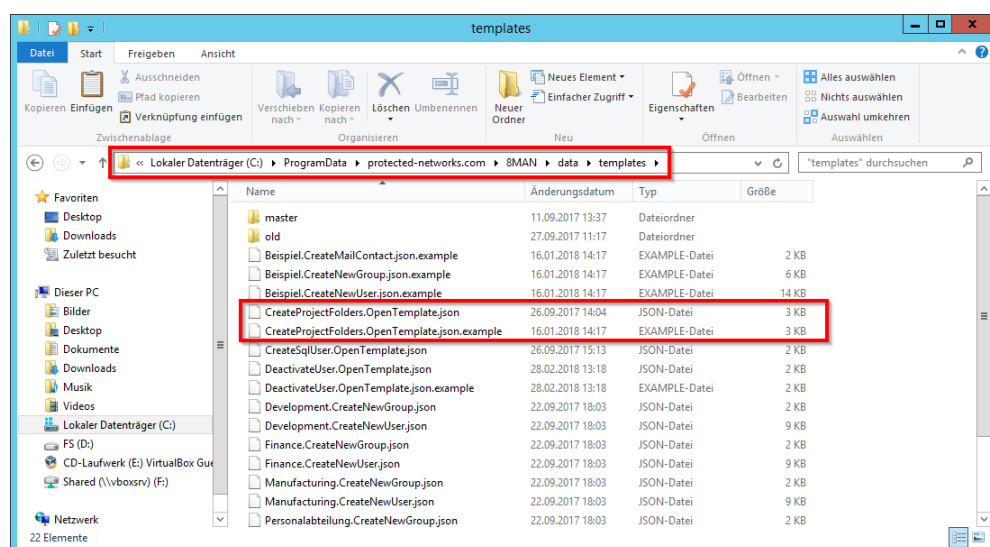 templates
Datei Start Freigeben Ansicht
Kopieren Einfügen
Ausschneiden
Pfad kopieren
Verknüpfung einfügen
Zwischenablage
Verschieben nach
Kopieren nach
Löschen
Umbenennen
Organisieren
Neuer Ordner
Neues Element
Einfacher Zugriff
Neu
Eigenschaften
Öffnen
Bearbeiten
Öffnen
Alles auswählen
Nichts auswählen
Auswahl umkehren
Auswählen
« Lokaler Datenträger (C:) ▸ ProgramData ▸ protected-networks.com ▸ 8MAN ▸ data ▸ templates ▸
"templates" durchsuchen
Favoriten
Desktop
Downloads
Zuletzt besucht
Dieser PC
Bilder
Desktop
Dokumente
Downloads
Musik
Videos
Lokaler Datenträger (C:)
FS (D:)
CD-Laufwerk (E:) VirtualBox Gue
Shared (\\vboxsrv) (F:)
Netzwerk
Name Änderungsdatum Typ Größe
master 11.09.2017 13:37 Dateiordner
old 27.09.2017 11:17 Dateiordner
Beispiel.CreateMailContact.json.example 16.01.2018 14:17 EXAMPLE-Datei 2 KB
Beispiel.CreateNewGroup.json.example 16.01.2018 14:17 EXAMPLE-Datei 6 KB
Beispiel.CreateNewUser.json.example 16.01.2018 14:17 EXAMPLE-Datei 14 KB
CreateProjectFolders.OpenTemplate.json 26.09.2017 14:04 JSON-Datei 3 KB
CreateProjectFolders.OpenTemplate.json.example 16.01.2018 14:17 EXAMPLE-Datei 3 KB
CreateSqlUser.OpenTemplate.json 26.09.2017 15:13 JSON-Datei 2 KB
DeactivateUser.OpenTemplate.json 28.02.2018 13:18 JSON-Datei 2 KB
DeactivateUser.OpenTemplate.json.example 28.02.2018 13:18 EXAMPLE-Datei 2 KB
Development.CreateNewGroup.json 22.09.2017 18:03 JSON-Datei 2 KB
Development.CreateNewUser.json 22.09.2017 18:03 JSON-Datei 9 KB
Finance.CreateNewGroup.json 22.09.2017 18:03 JSON-Datei 2 KB
Finance.CreateNewUser.json 22.09.2017 18:03 JSON-Datei 9 KB
Manufacturing.CreateNewGroup.json 22.09.2017 18:03 JSON-Datei 2 KB
Manufacturing.CreateNewUser.json 22.09.2017 18:03 JSON-Datei 9 KB
Personalabteilung.CreateNewGroup.json 22.09.2017 18:03 JSON-Datei 2 KB
22 Elemente